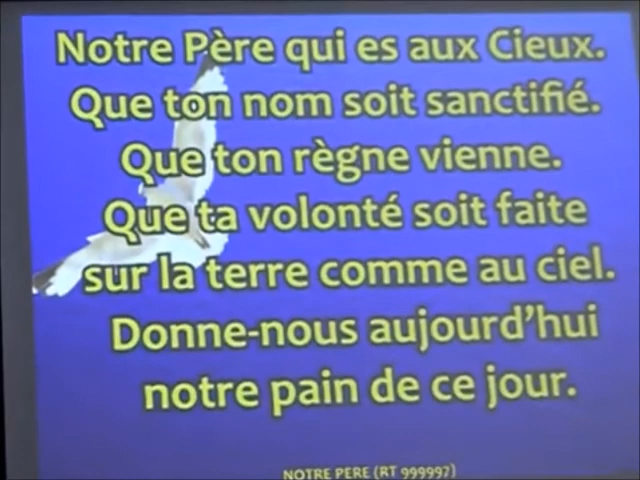 Notre Père qui es aux Cieux.
Que ton nom soit sanctifié.
Que ton règne vienne.
Que ta volonté soit faite
sur la terre comme au ciel.
Donne-nous aujourd'hui
notre pain de ce jour.
NOTRE PERE (RT 999997)